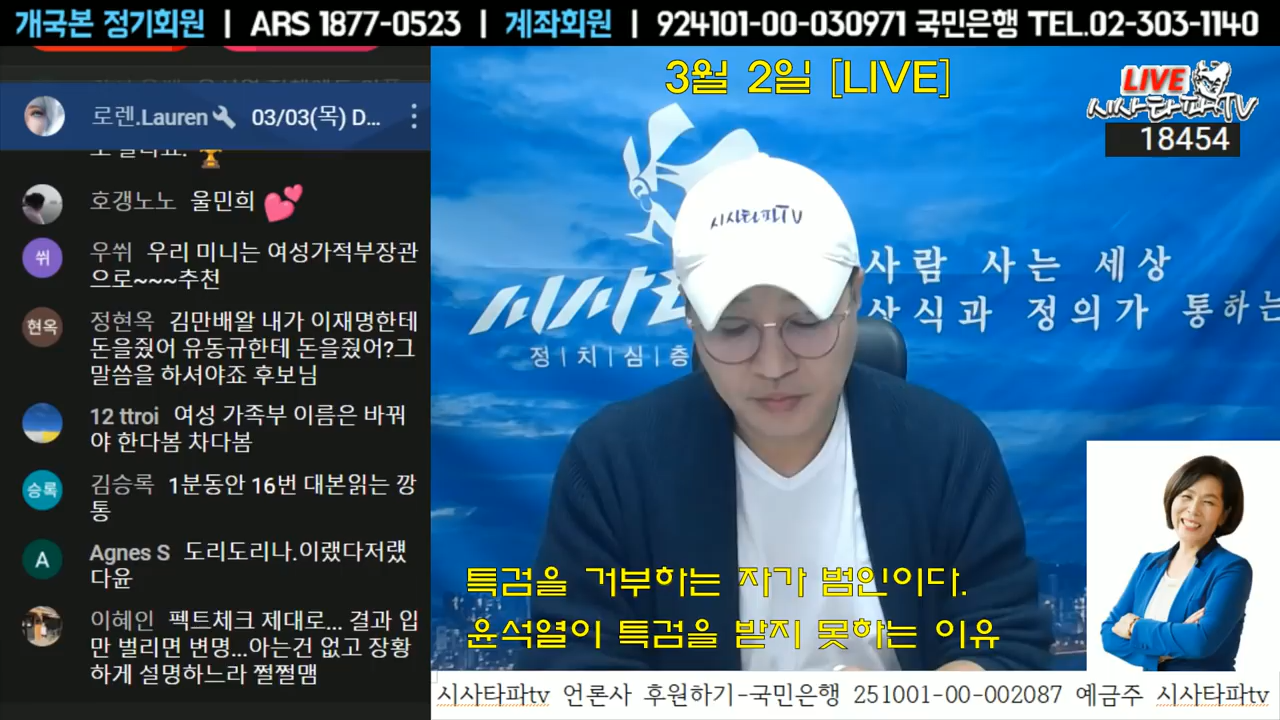 개국본 정기회원 | ARS 1877-0523 | 계좌회원 | 924101-00-030971 국민은행 TEL.02-303-1140
로렌.Lauren 03/03(목) D...
호갱노노 울민희
쒸 우쒸 우리 미니는 여성가적부장관
으로~~~추천
현옥 정현옥 김만배왈 내가 이재명한테
돈을줬어 유동규한데 돈을줬어?그
말씀을 하셔야죠 후보님
12 ttroi 여성 가족부 이름은 바꿔
야 한다봄 차다봄
승록 김승록 1분동안 16번 대본읽는 깡
통
A Agnes S 도리도리나.이랬다저랬
다윤
이혜인 펙트체크 제대로... 결과 입
만 벌리면 변명...아는건 없고 장황
하게 설명하느라 쩔쩔맴
3월 2일 [LIVE]
LIVE
시사타파TV
18454
시사타파TV
시사타
정|치|심|층
사람 사는 세상
상식과 정의가 통하는
특검을 거부하는 자가 범인이다.
윤석열이 특검을 받지 못하는 이유
시사타파tv 언론사 후원하기-국민은행 251001-00-002087 예금주 시사타파tv